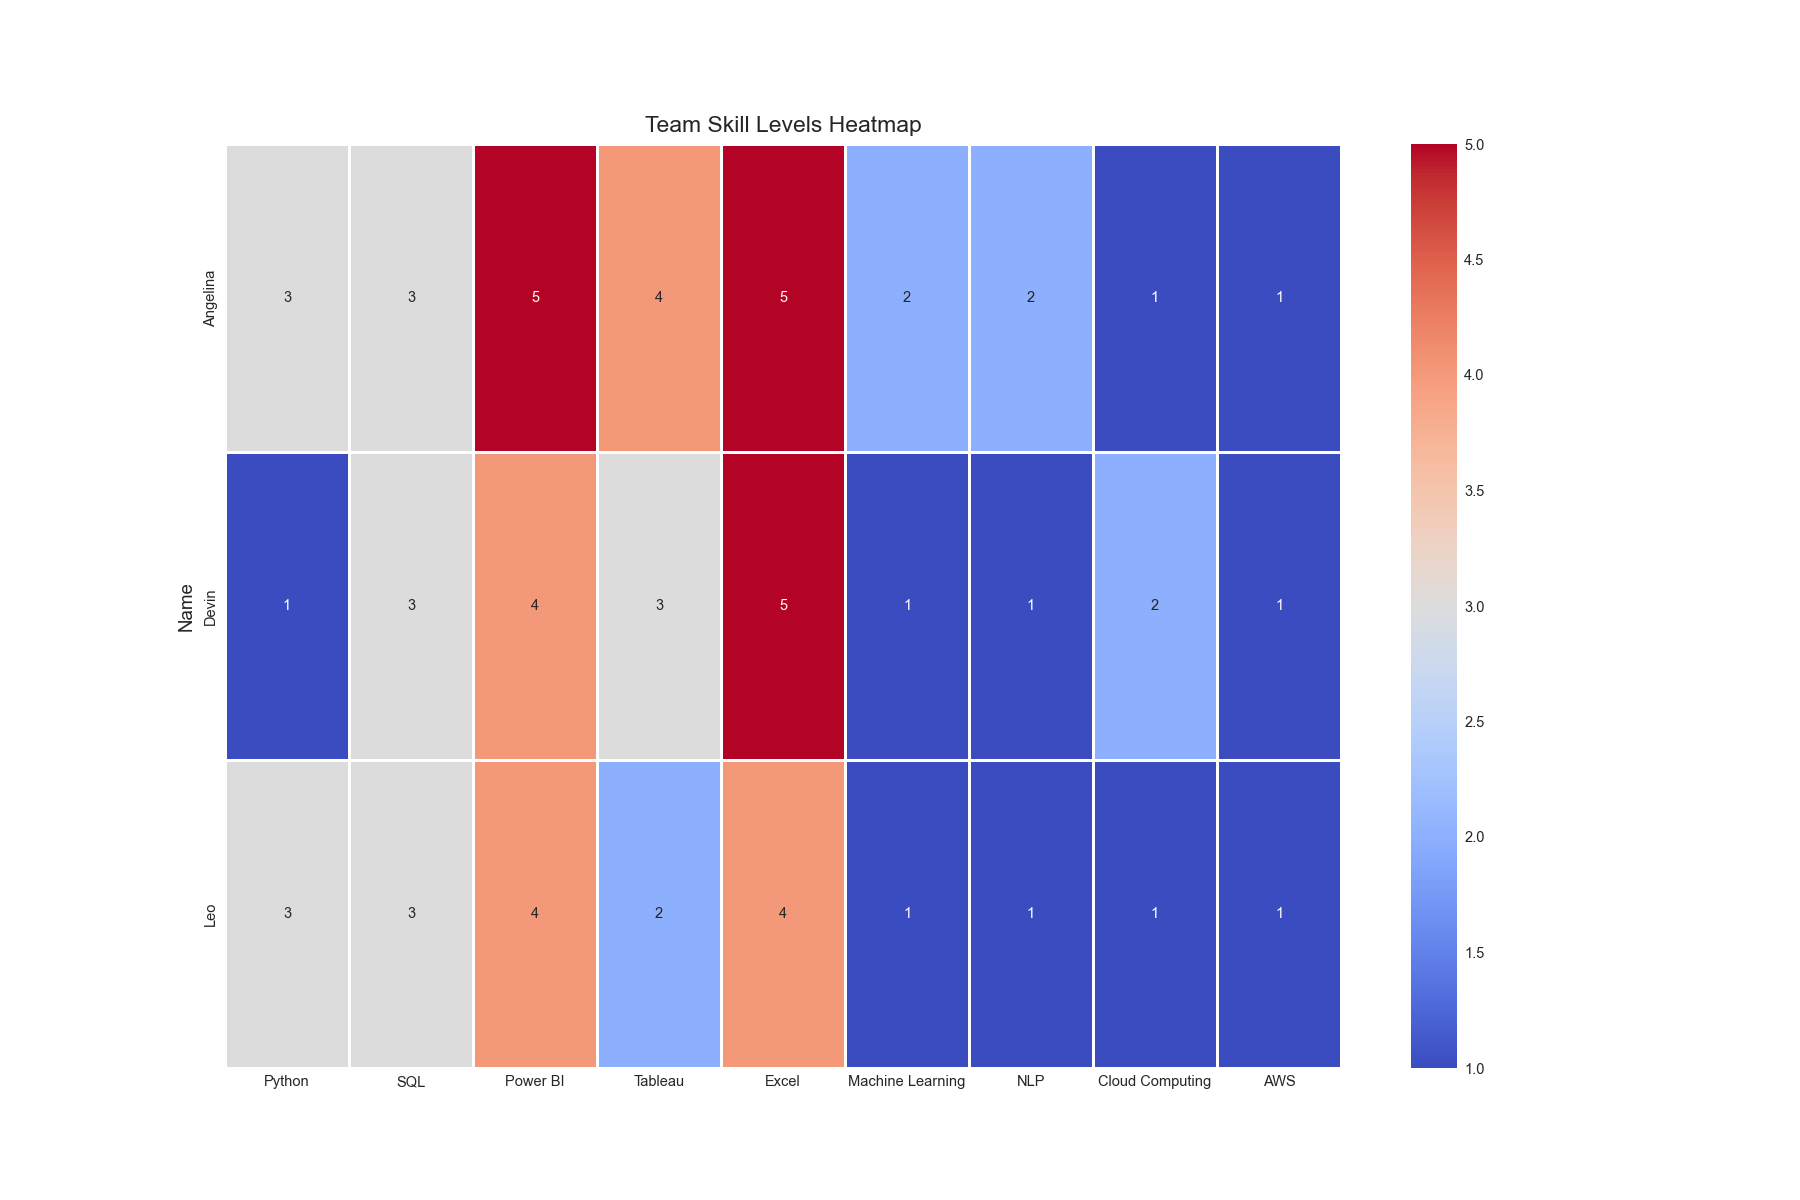 Team Skill Levels Heatmap
Name
Angelina
3 3 5 4 5 2 2 1 1
Devin
1 3 4 3 5 1 1 2 1
Leo
3 3 4 2 4 1 1 1 1
Python SQL Power BI Tableau Excel Machine Learning NLP Cloud Computing AWS
5.0
4.5
4.0
3.5
3.0
2.5
2.0
1.5
1.0